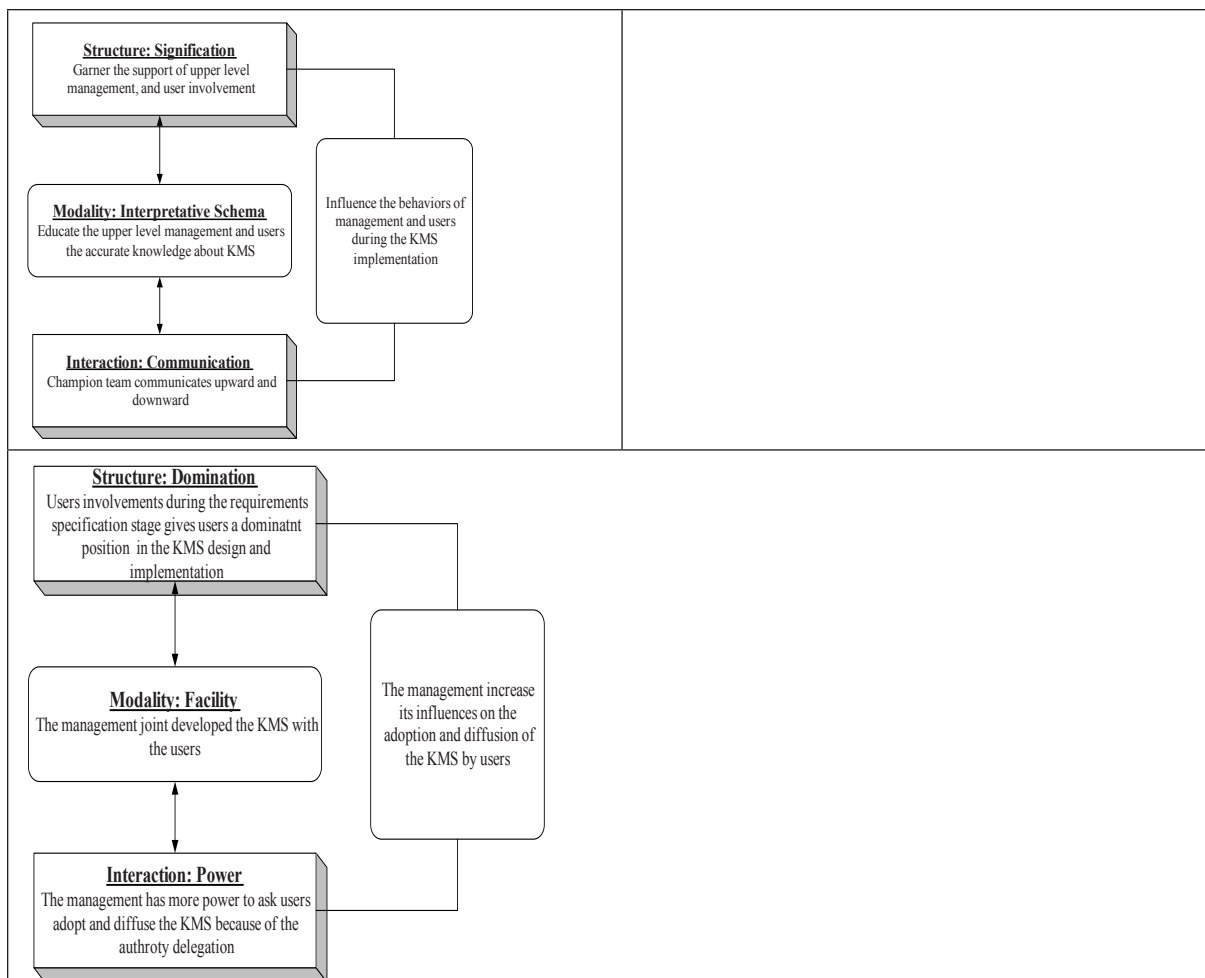 Structure: Signification
Garner the support of upper level
management, and user involvement
Modality: Interpretative Schema
Educate the upper level management and users
the accurate knowledge about KMS
Influence the behaviors of
management and users
during the KMS
implementation
Interaction: Communication
Champion team communicates upward and
downward
Structure: Domination
Users involvements during the requirements
specification stage gives users a dominatnt
position in the KMS design and
implementation
Modality: Facility
The management joint developed the KMS with
the users
The management increase
its influences on the
adoption and diffusion of
the KMS by users
Interaction: Power
The management has more power to ask users
adopt and diffuse the KMS because of the
authroty delegation